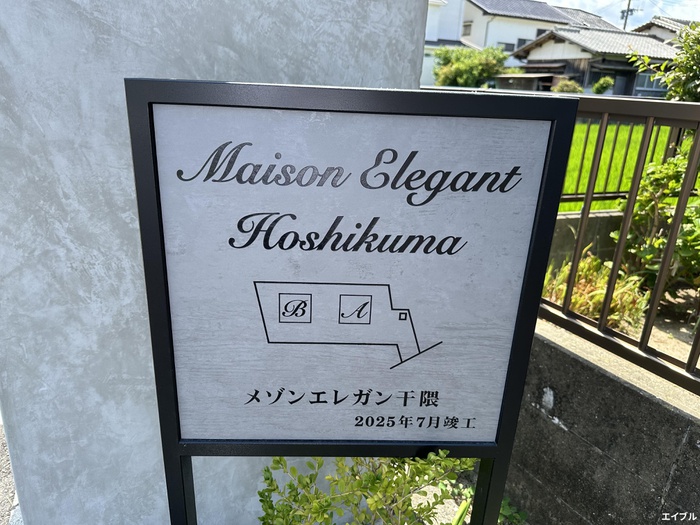 Maison Elegant
Hoshikuma
B A
メゾンエレガン干隈
2025年7月竣工
エイブル